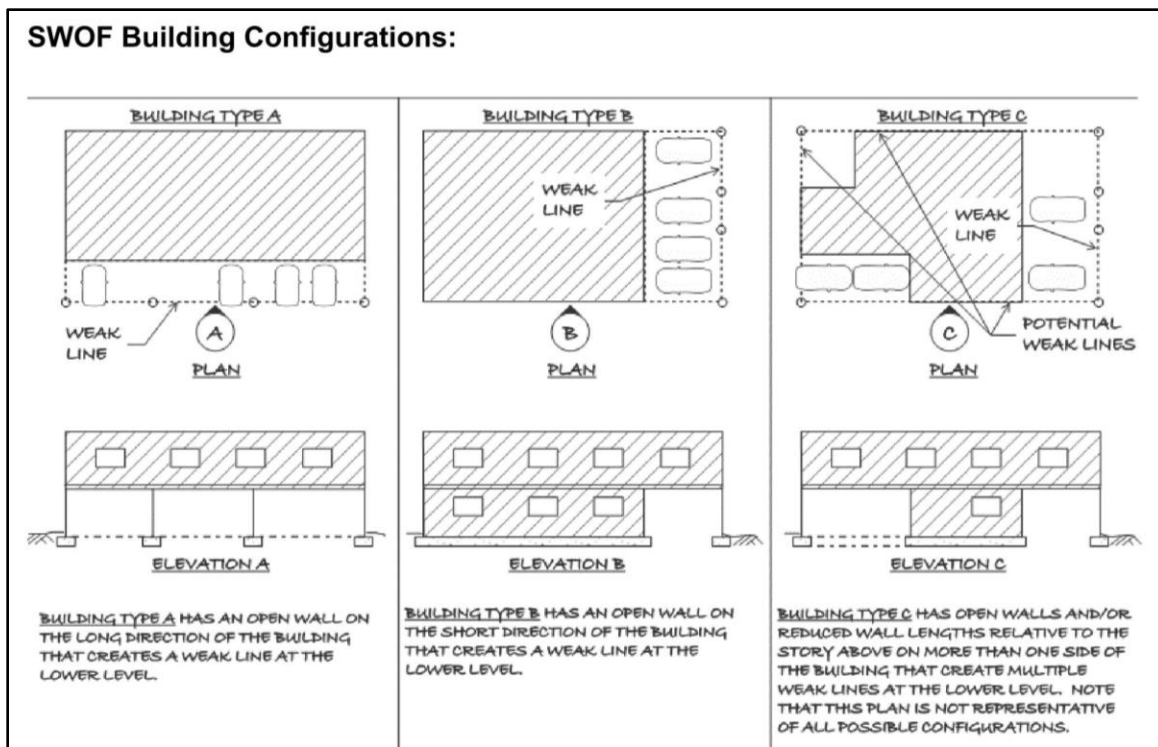 SWOF Building Configurations:
BUILDING TYPE A
WEAK
LINE
A
PLAN
ELEVATION A
BUILDING TYPE A HAS AN OPEN WALL ON
THE LONG DIRECTION OF THE BUILDING
THAT CREATES A WEAK LINE AT THE
LOWER LEVEL.
BUILDING TYPE B
WEAK
LINE
B
PLAN
ELEVATION B
BUILDING TYPE B HAS AN OPEN WALL ON
THE SHORT DIRECTION OF THE BUILDING
THAT CREATES A WEAK LINE AT THE
LOWER LEVEL.
BUILDING TYPE C
WEAK
LINE
C
POTENTIAL
WEAK LINES
PLAN
ELEVATION C
BUILDING TYPE C HAS OPEN WALLS AND/OR
REDUCED WALL LENGTHS RELATIVE TO THE
STORY ABOVE ON MORE THAN ONE SIDE OF
THE BUILDING THAT CREATE MULTIPLE
WEAK LINES AT THE LOWER LEVEL. NOTE
THAT THIS PLAN IS NOT REPRESENTATIVE
OF ALL POSSIBLE CONFIGURATIONS.